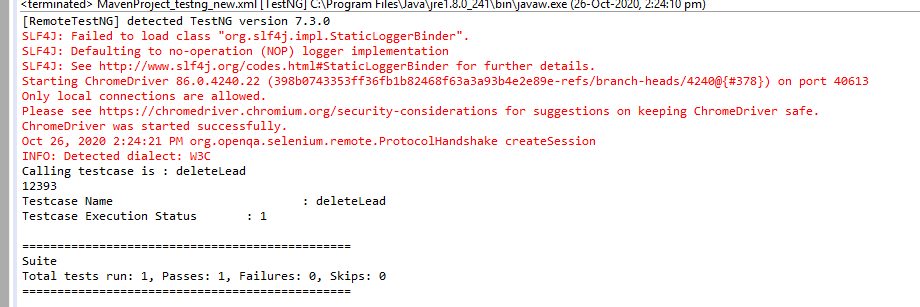 <terminated> MavenProject_testng_new.xml [TestNG] C:\Program Files\Java\jre1.8.0_241\bin\javaw.exe (26-Oct-2020, 2:24:10 pm)
[RemoteTestNG] detected TestNG version 7.3.0
SLF4J: Failed to load class "org.slf4j.impl.StaticLoggerBinder".
SLF4J: Defaulting to no-operation (NOP) logger implementation
SLF4J: See http://www.slf4j.org/codes.html#StaticLoggerBinder for further details.
Starting ChromeDriver 86.0.4240.22 (398b0743353ff36fb1b82468f63a3a93b4e2e89e-refs/branch-heads/4240@{#378}) on port 40613
Only local connections are allowed.
Please see https://chromedriver.chromium.org/security-considerations for suggestions on keeping ChromeDriver safe.
ChromeDriver was started successfully.
Oct 26, 2020 2:24:21 PM org.openqa.selenium.remote.ProtocolHandshake createSession
INFO: Detected dialect: W3C
Calling testcase is : deleteLead
12393
Testcase Name                          : deleteLead
Testcase Execution Status       : 1
===============================================
Suite
Total tests run: 1, Passes: 1, Failures: 0, Skips: 0
===============================================